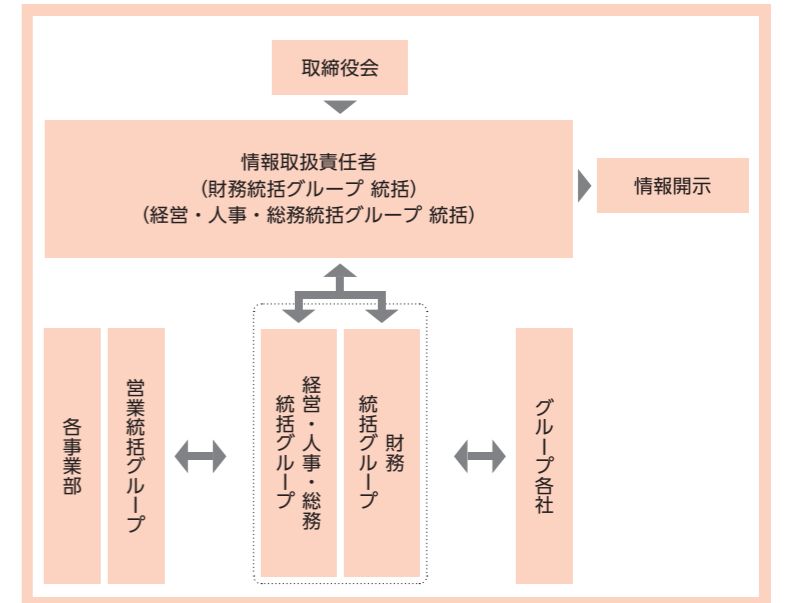 取締役会
情報取扱責任者
（財務統括グループ 統括）
（経営・人事・総務統括グループ 統括）
情報開示
各事業部
営業統括グループ
経営・人事・総務
統括グループ
財務
統括グループ
グループ各社